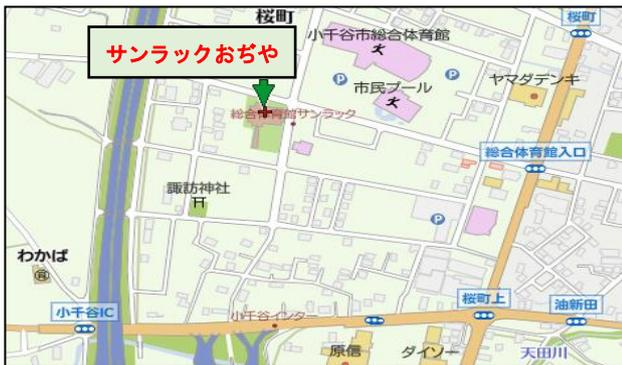 桜町
桜町
小千谷市総合体育館
サンラックおぢや
市民プール
ヤマダデンキ
総合体育館サンラック
総合体育館入口
諏訪神社
わかば
小千谷IC
小千谷インター
桜町上
油新田
原信
ダイソー
天田川
P
P
P